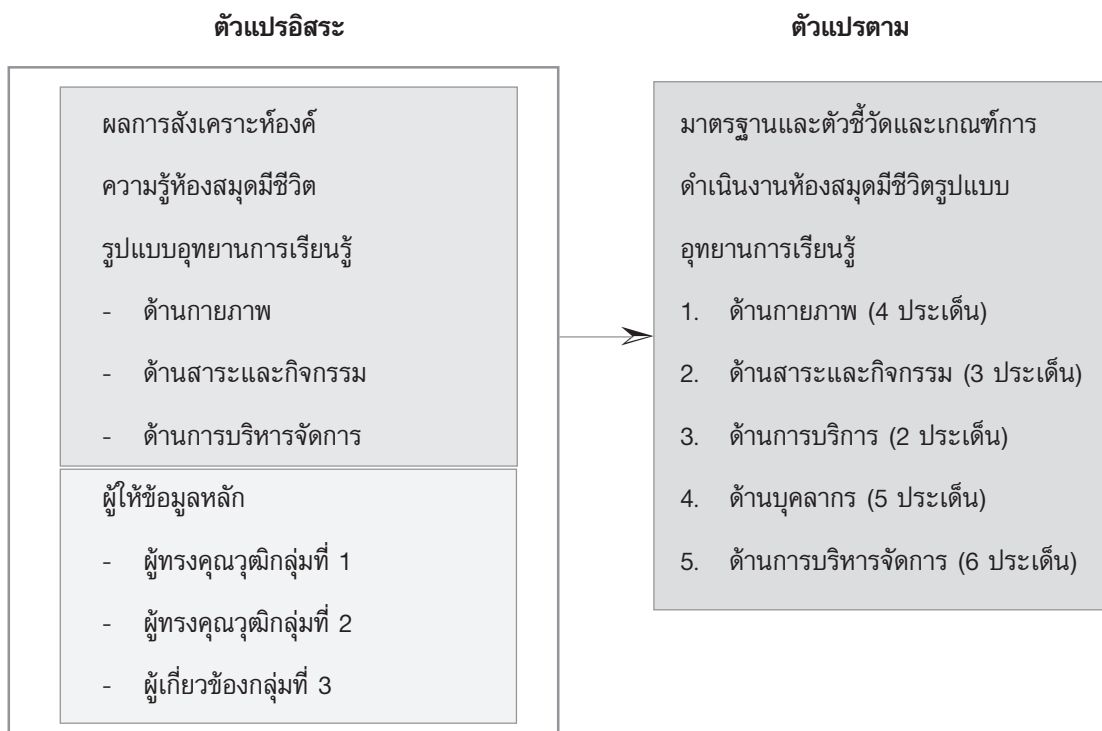 ตัวแปรอิสระ
ผลการสังเคราะห์องค์
ความรู้ห้องสมุดมีชีวิต
รูปแบบอุทยานการเรียนรู้
- ด้านกายภาพ
- ด้านสาระและกิจกรรม
- ด้านการบริหารจัดการ
ผู้ให้ข้อมูลหลัก
- ผู้ทรงคุณวุฒิกลุ่มที่ 1
- ผู้ทรงคุณวุฒิกลุ่มที่ 2
- ผู้เกี่ยวข้องกลุ่มที่ 3
ตัวแปรตาม
มาตรฐานและตัวชี้วัดและเกณฑ์การ
ดำเนินงานห้องสมุดมีชีวิตรูปแบบ
อุทยานการเรียนรู้
1. ด้านกายภาพ (4 ประเด็น)
2. ด้านสาระและกิจกรรม (3 ประเด็น)
3. ด้านการบริการ (2 ประเด็น)
4. ด้านบุคลากร (5 ประเด็น)
5. ด้านการบริหารจัดการ (6 ประเด็น)